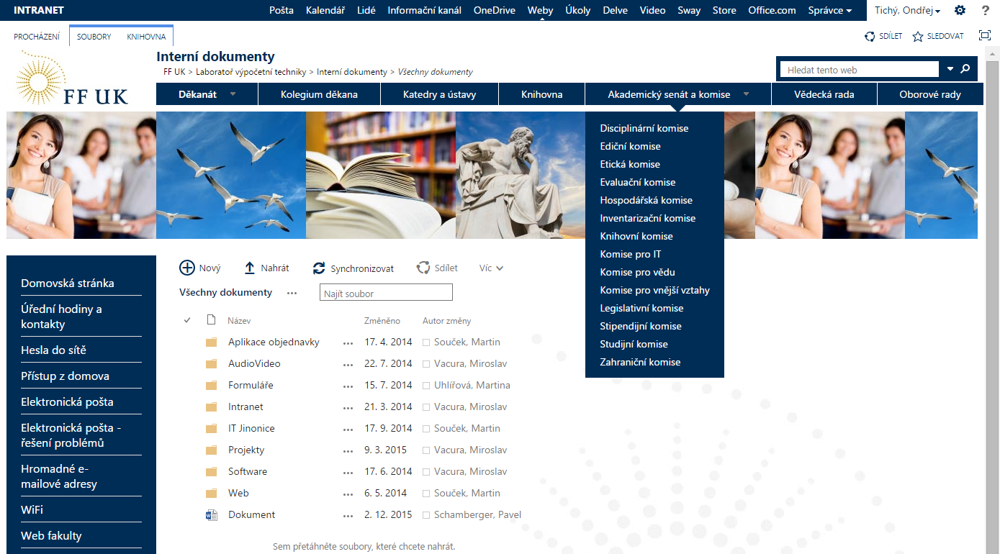 INTRANET
Pošta Kalendář Lidé Informační kanál OneDrive Weby Úkoly Delve Video Sway Store Office.com Správce
Tichý, Ondřej ?
PROCHÁZENÍ SOUBORY KNIHOVNA
SDÍLET SLEDOVAT
FF UK
Interní dokumenty
FF UK > Laboratoř výpočetní techniky > Interní dokumenty > Všechny dokumenty
Hledat tento web
Děkanát Kolegium děkana Katedry a ústavy Knihovna Akademický senát a komise Vědecká rada Oborové rady
Disciplinární komise
Ediční komise
Etická komise
Evaluační komise
Hospodářská komise
Inventarizační komise
Knihovní komise
Komise pro IT
Komise pro vědu
Komise pro vnější vztahy
Legislativní komise
Stipendijní komise
Studijní komise
Zahraniční komise
Domovská stránka
Úřední hodiny a
kontakty
Hesla do sítě
Přístup z domova
Elektronická pošta
Elektronická pošta -
řešení problémů
Hromadné e-
mailové adresy
WiFi
Web fakulty
Nový Nahrát Synchronizovat Sdílet Víc
Všechny dokumenty ... Najít soubor
Název Změněno Autor změny
Aplikace objednavky ... 17. 4. 2014 Souček, Martin
AudioVideo ... 22. 7. 2014 Vacura, Miroslav
Formuláře ... 15. 7. 2014 Uhlířová, Martina
Intranet ... 21. 3. 2014 Vacura, Miroslav
IT Jinonice ... 17. 9. 2014 Souček, Martin
Projekty ... 9. 3. 2015 Vacura, Miroslav
Software ... 17. 6. 2014 Vacura, Miroslav
Web ... 6. 5. 2014 Souček, Martin
Dokument ... 2. 12. 2015 Schamberger, Pavel
Sem přetáhněte soubory, které chcete nahrát.